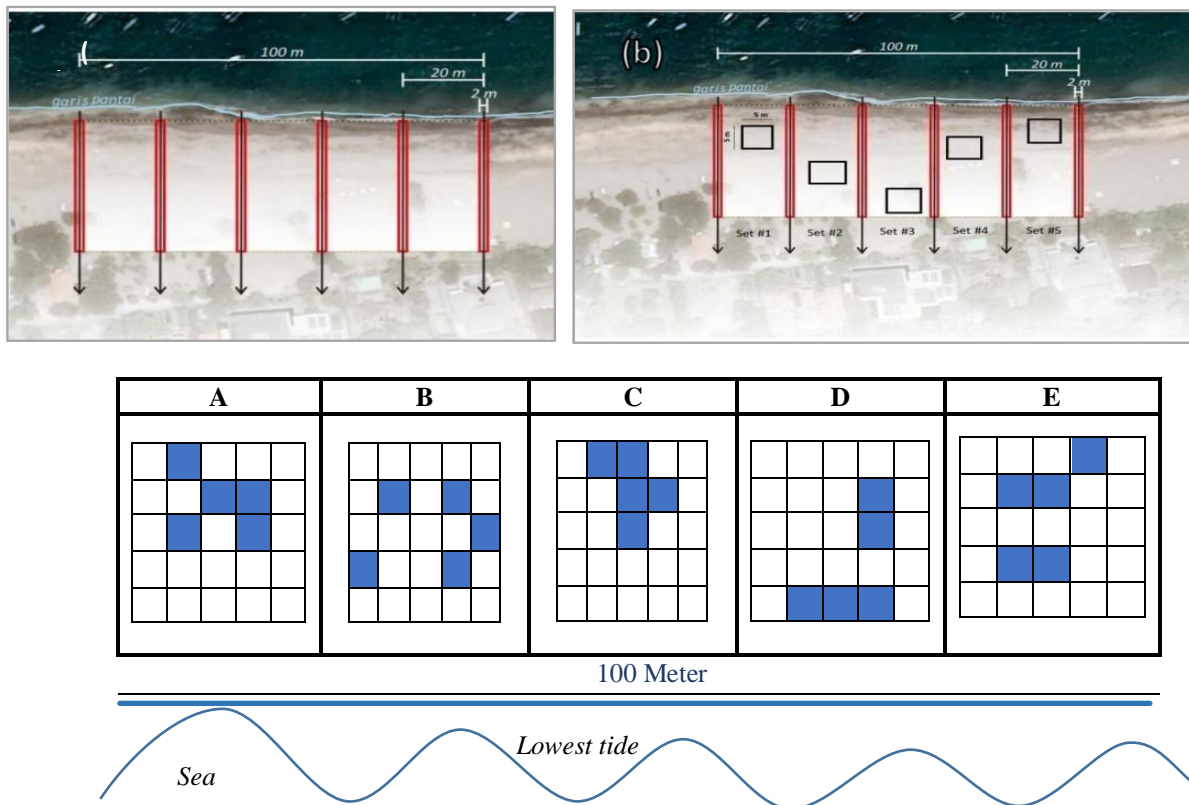 (
100 m
20 m
2 m
garis pantai
(b)
100 m
20 m
2 m
garis pantai
5 m
5 m
Set #1 Set #2 Set #3 Set #4 Set #5
A B C D E
100 Meter
Lowest tide
Sea